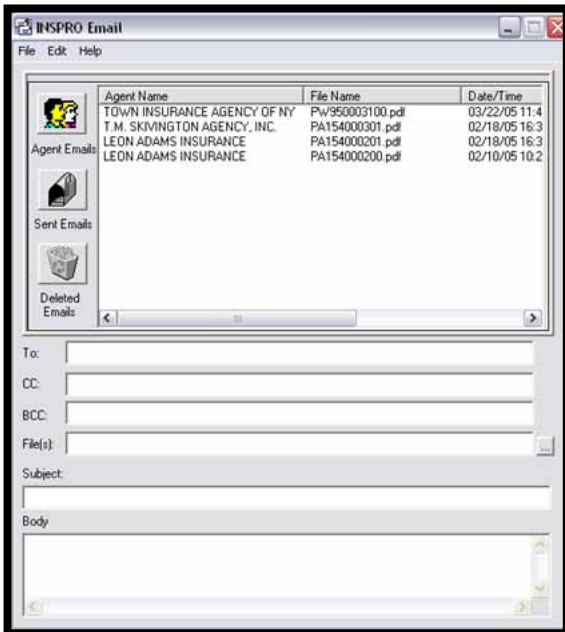 INSPRO Email
File Edit Help
Agent Name File Name Date/Time
TOWN INSURANCE AGENCY OF NY PW950003100.pdf 03/22/05 11:4
T.M. SKIVINGTON AGENCY, INC. PA154000301.pdf 02/18/05 16:3
LEON ADAMS INSURANCE PA154000201.pdf 02/18/05 16:3
LEON ADAMS INSURANCE PA154000200.pdf 02/10/05 10:2
Agent Emails
Sent Emails
Deleted
Emails
To:
CC:
BCC:
File(s): ...
Subject:
Body